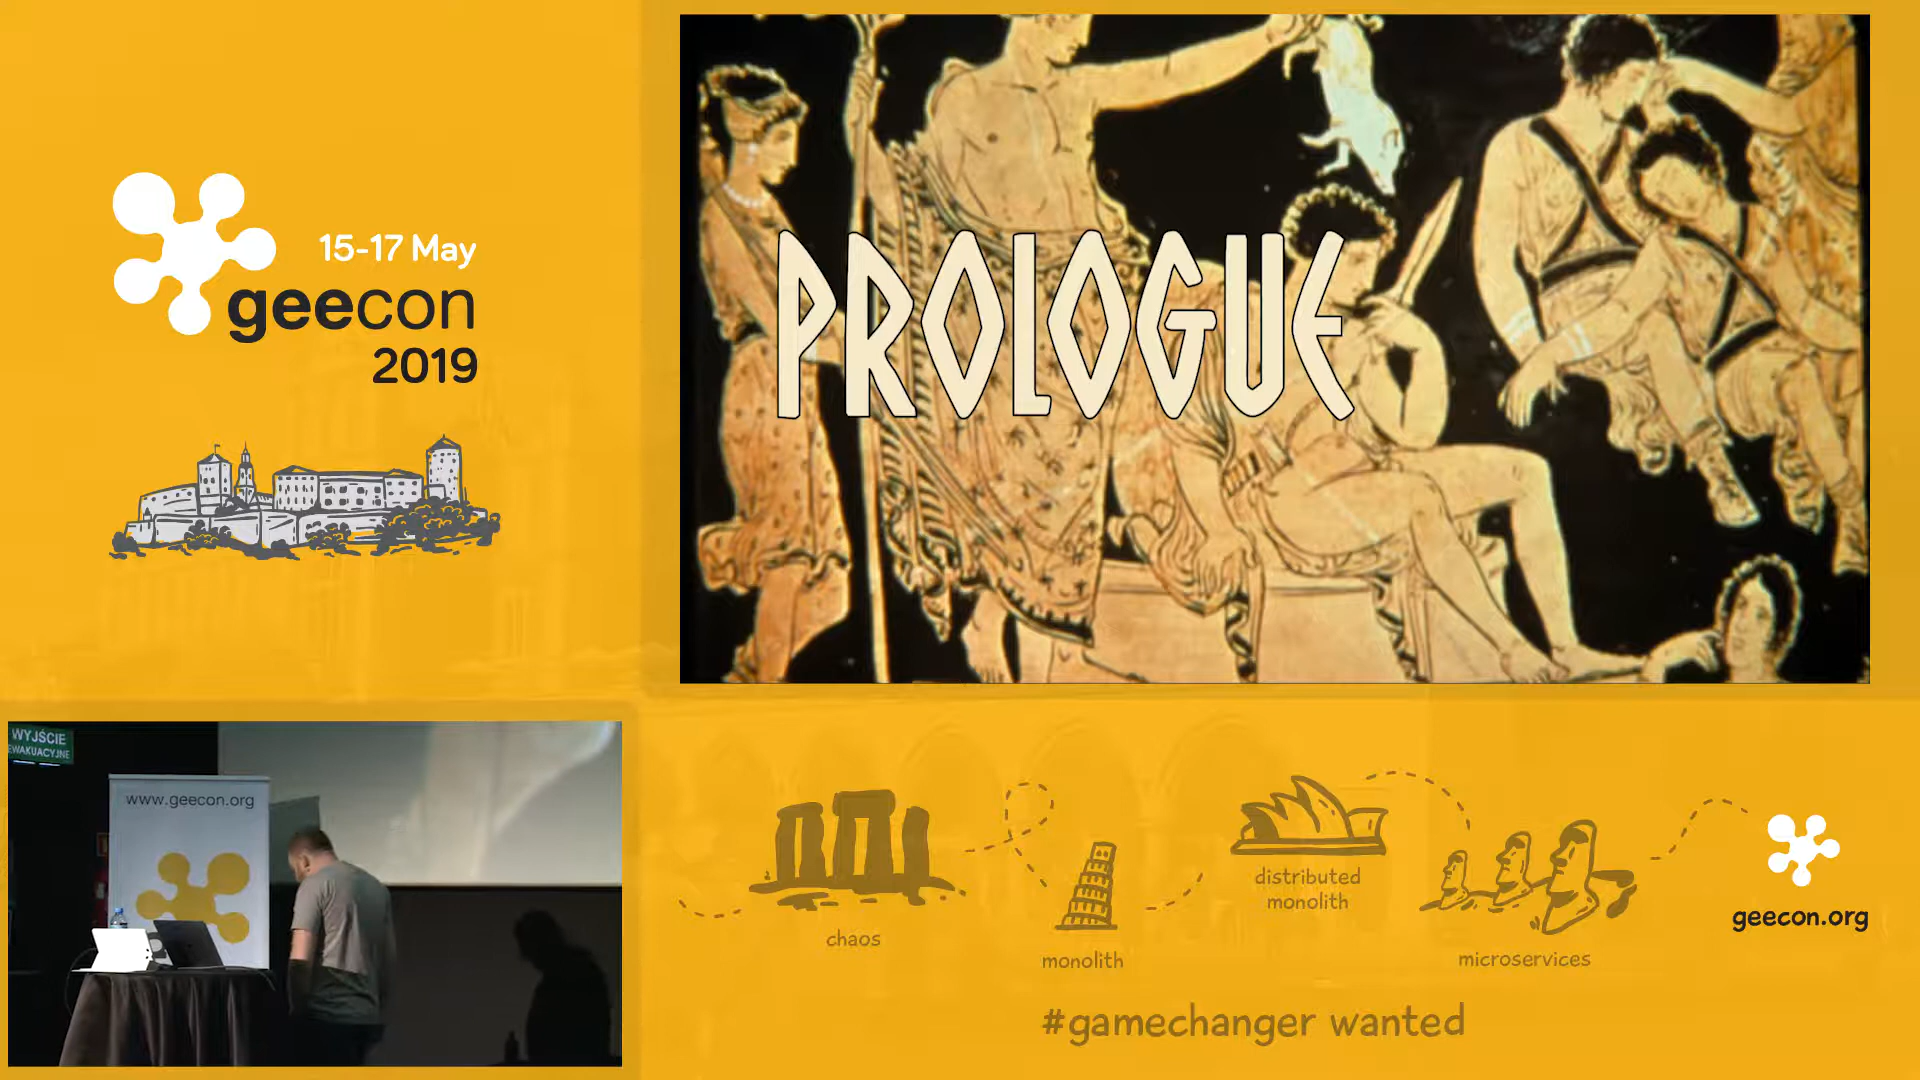 15-17 May
geecon
2019
PROLOGUE
WYJŚCIE
EWAKUACYJNE
www.geecon.org
chaos
monolith
distributed
monolith
microservices
geecon.org
#gamechanger wanted